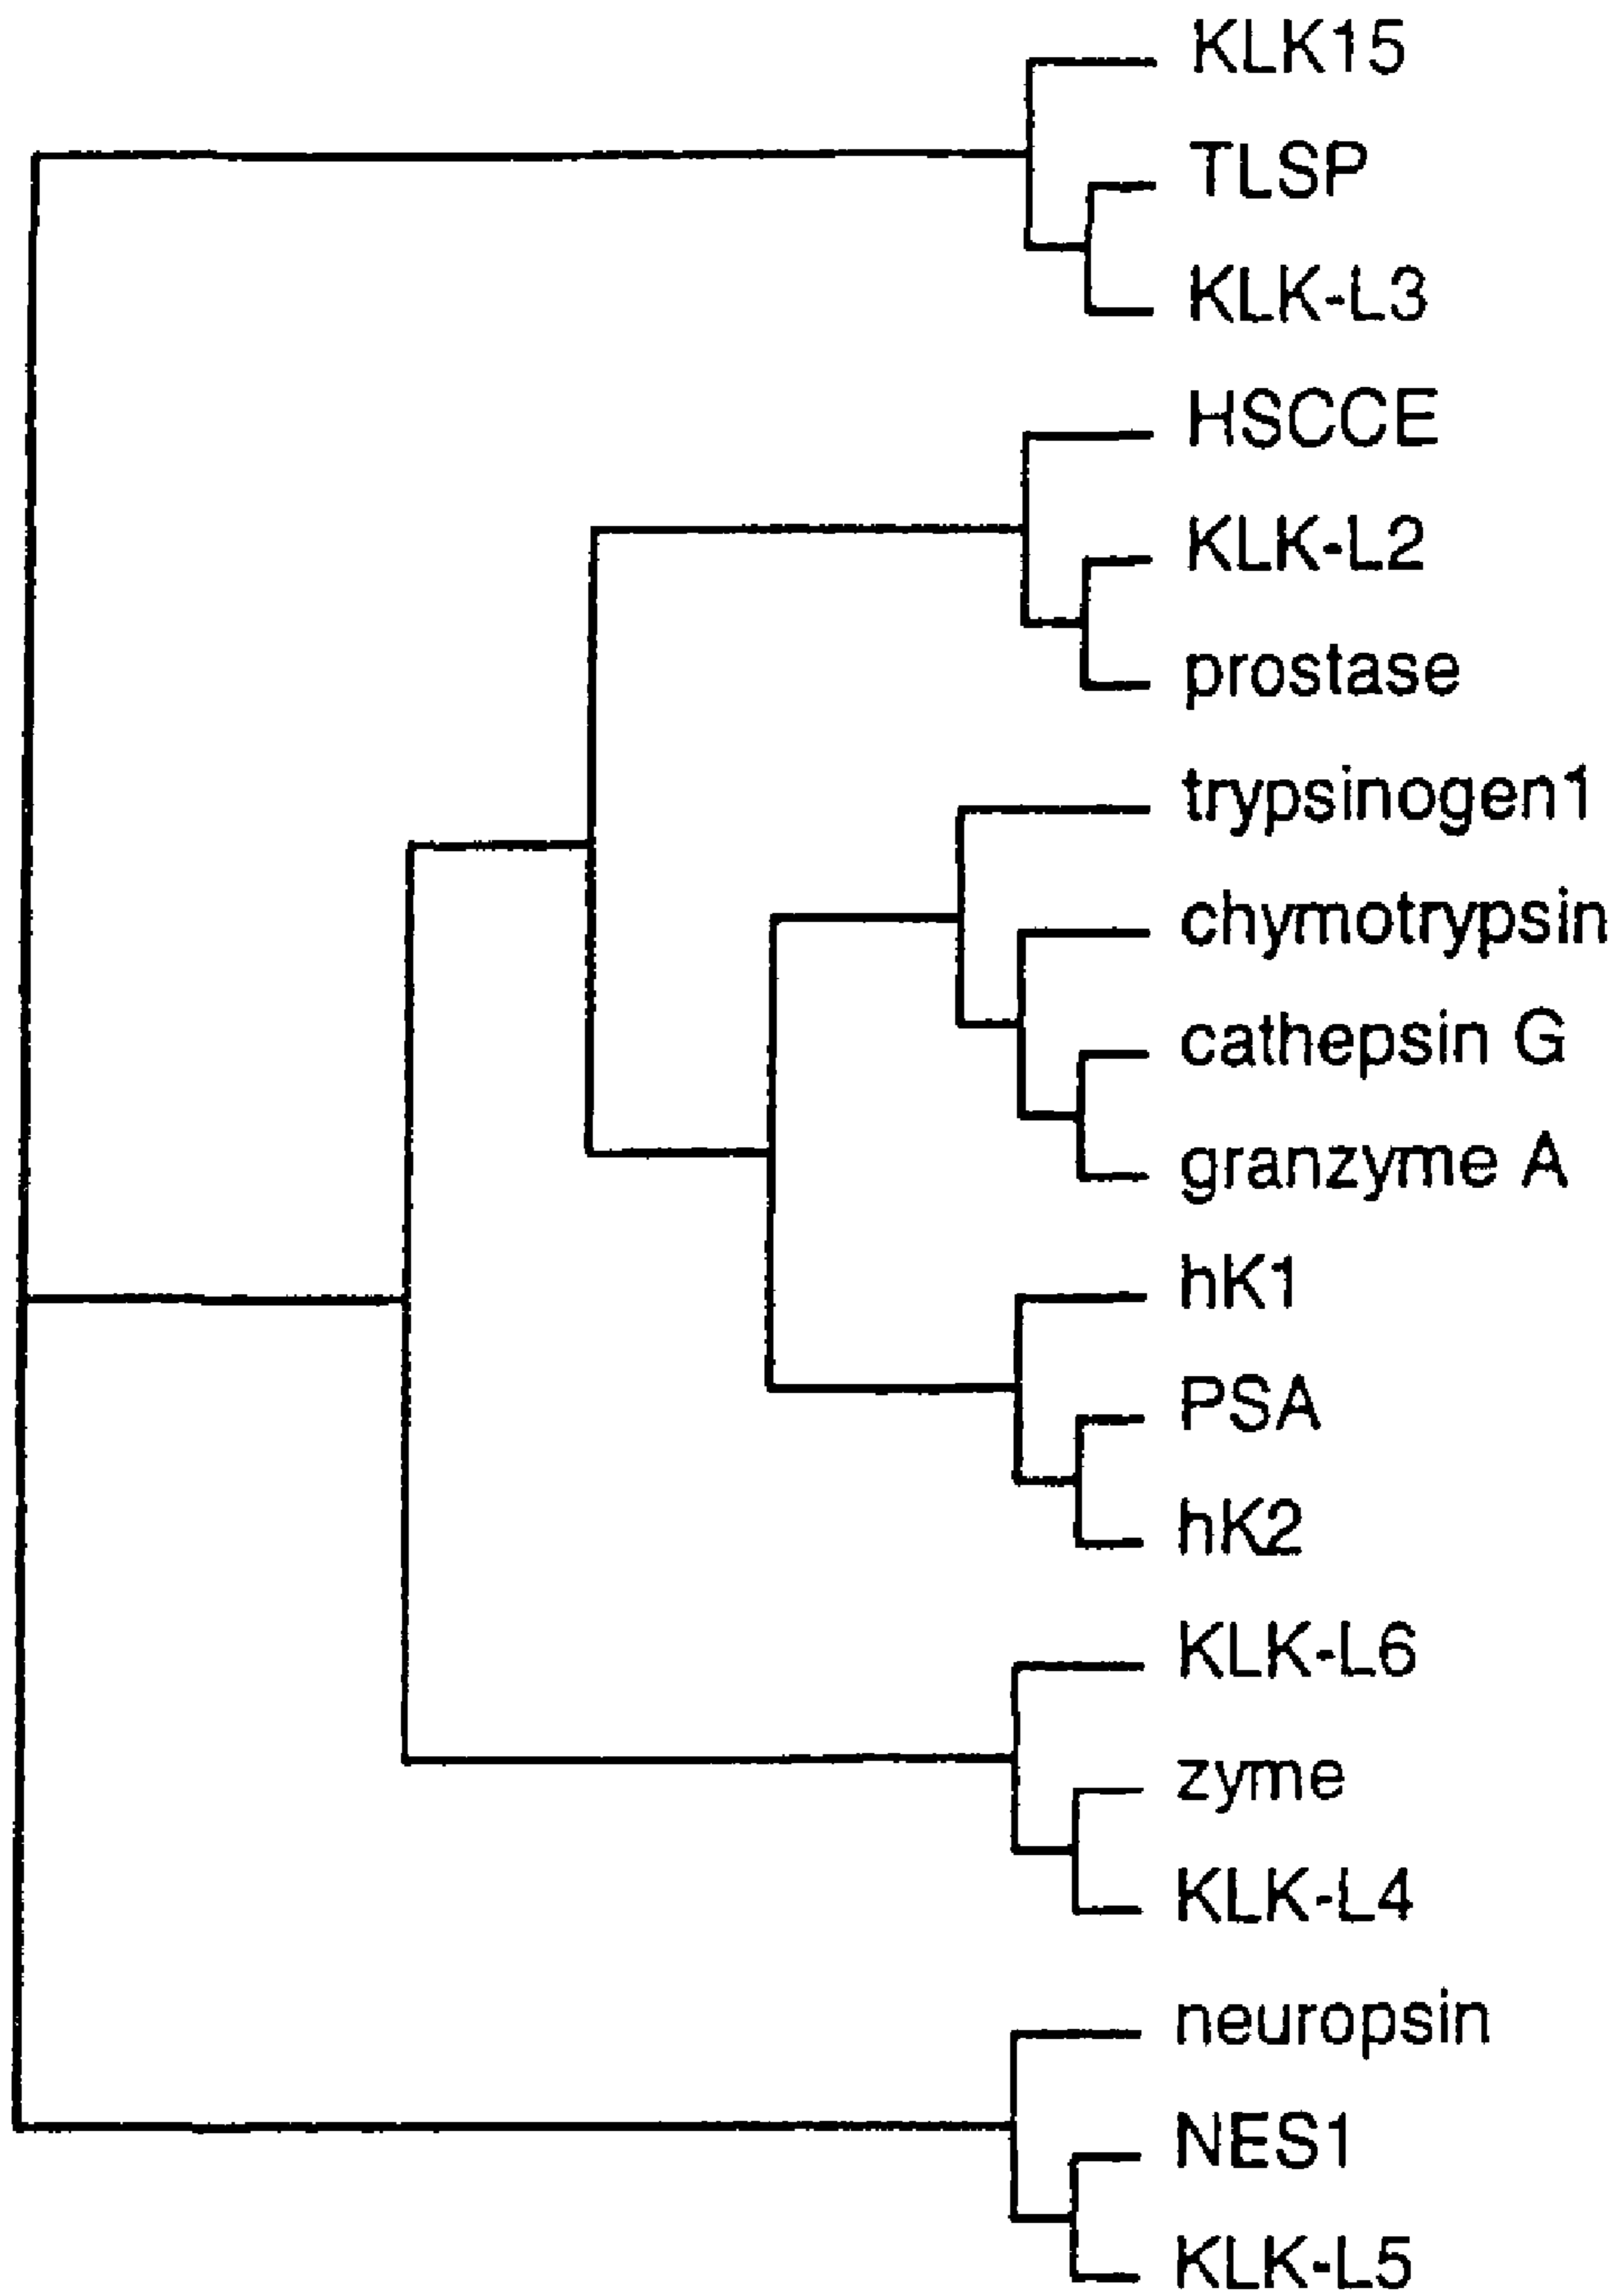 KLK15
TLSP
KLK-L3
HSCCE
KLK-L2
prostase
trypsinogen1
chymotrypsin
cathepsin G
granzyme A
hK1
PSA
hK2
KLK-L6
zyme
KLK-L4
neuropsin
NES1
KLK-L5